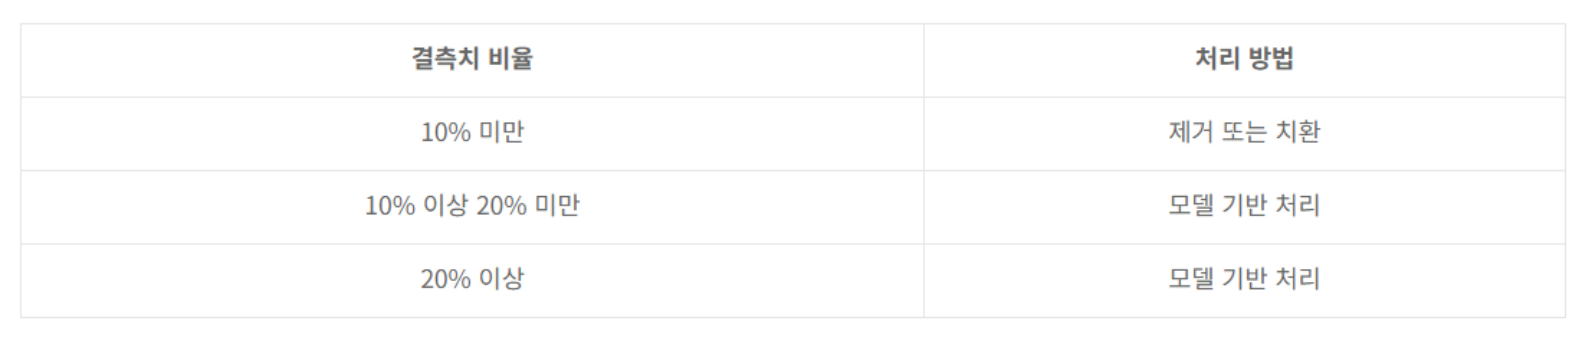 결측치 비율 처리 방법
10% 미만 제거 또는 치환
10% 이상 20% 미만 모델 기반 처리
20% 이상 모델 기반 처리